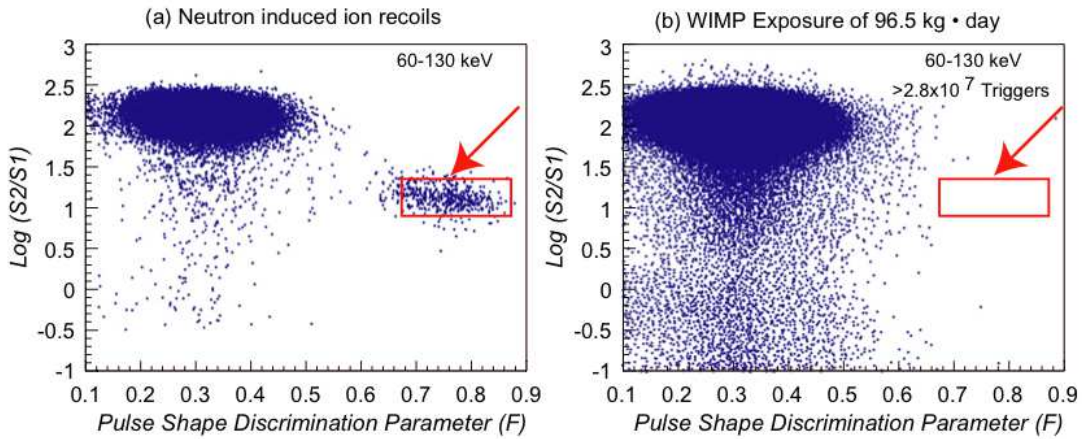 (a) Neutron induced ion recoils
60-130 keV
Log (S2/S1)
3
2.5
2
1.5
1
0.5
0
-0.5
-1
0.1 0.2 0.3 0.4 0.5 0.6 0.7 0.8 0.9
Pulse Shape Discrimination Parameter (F)
(b) WIMP Exposure of 96.5 kg • day
60-130 keV
>2.8x10 7 Triggers
Log (S2/S1)
3
2.5
2
1.5
1
0.5
0
-0.5
-1
0.1 0.2 0.3 0.4 0.5 0.6 0.7 0.8 0.9
Pulse Shape Discrimination Parameter (F)